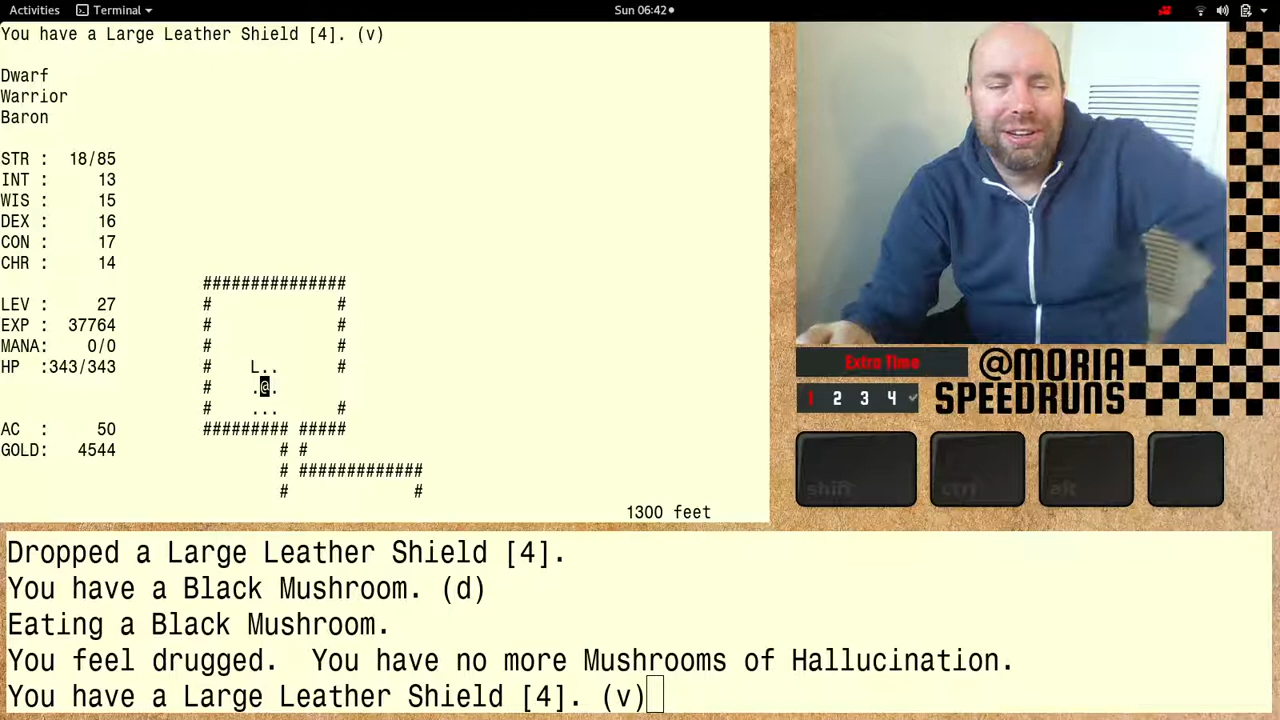 Activities Terminal Sun 06:42
You have a Large Leather Shield [4]. (v)
Dwarf
Warrior
Baron
STR : 18/85
INT : 13
WIS : 15
DEX : 16
CON : 17
CHR : 14
LEV : 27
EXP : 37764
MANA: 0/0
HP :343/343
AC : 50
GOLD: 4544
###############
# #
# #
# #
# L.. #
# .@.
# ... #
######### #####
# #
# #############
# #
1300 feet
Extra Time
1 2 3 4 ✓
@MORIA
SPEEDRUNS
shift ctrl alt
Dropped a Large Leather Shield [4].
You have a Black Mushroom. (d)
Eating a Black Mushroom.
You feel drugged. You have no more Mushrooms of Hallucination.
You have a Large Leather Shield [4]. (v)